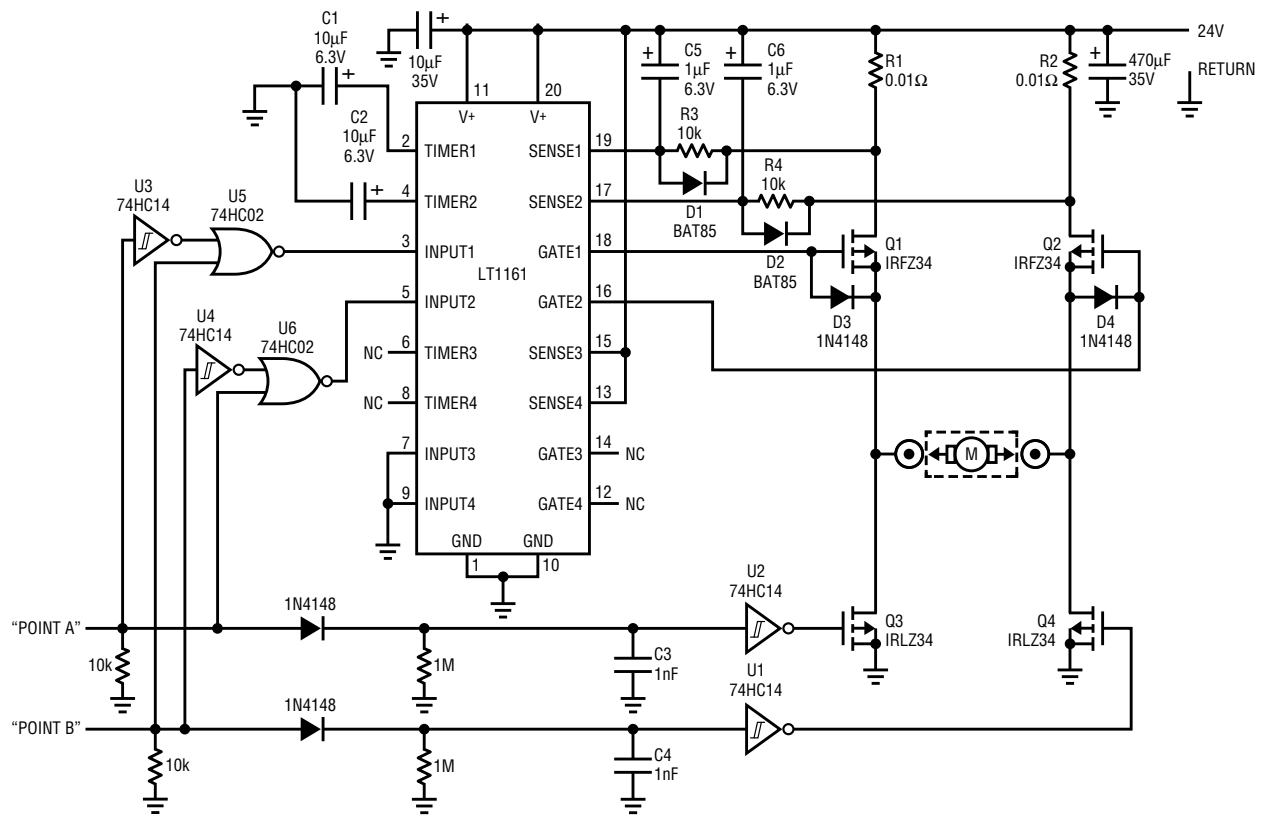 C1
10µF
6.3V
10µF
35V
C2
10µF
6.3V
11
20
V+
V+
C5
1µF
6.3V
C6
1µF
6.3V
R1
0.01Ω
R2
0.01Ω
470µF
35V
24V
RETURN
R3
10k
R4
10k
D1
BAT85
D2
BAT85
2
TIMER1
SENSE1
19
4
TIMER2
SENSE2
17
3
INPUT1
GATE1
18
LT1161
5
INPUT2
GATE2
16
NC
6
TIMER3
SENSE3
15
NC
8
TIMER4
SENSE4
13
7
INPUT3
GATE3
14
NC
9
INPUT4
GATE4
12
NC
GND
GND
1
10
U3
74HC14
U5
74HC02
U4
74HC14
U6
74HC02
Q1
IRFZ34
Q2
IRFZ34
D3
1N4148
D4
1N4148
M
"POINT A"
1N4148
10k
1M
C3
1nF
U2
74HC14
Q3
IRLZ34
Q4
IRLZ34
"POINT B"
1N4148
10k
1M
C4
1nF
U1
74HC14